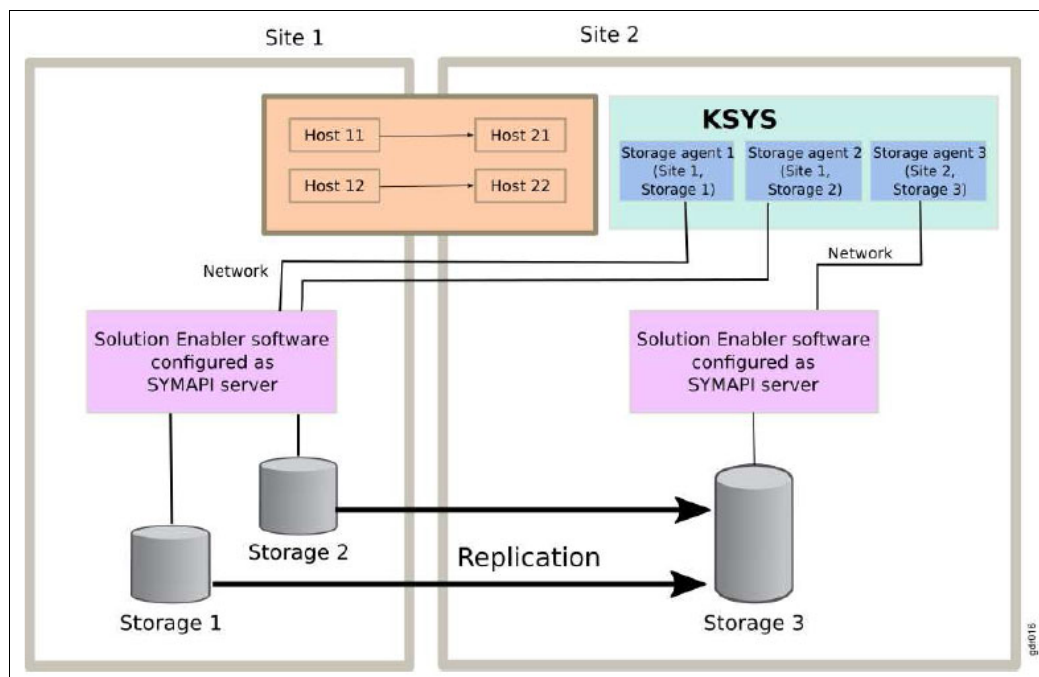 Site 1
Site 2
Host 11
Host 21
Host 12
Host 22
KSYS
Storage agent 1
(Site 1,
Storage 1)
Storage agent 2
(Site 1,
Storage 2)
Storage agent 3
(Site 2,
Storage 3)
Network
Network
Solution Enabler software
configured as
SYMAPI server
Solution Enabler software
configured as
SYMAPI server
Storage 2
Replication
Storage 1
Storage 3
gdr016